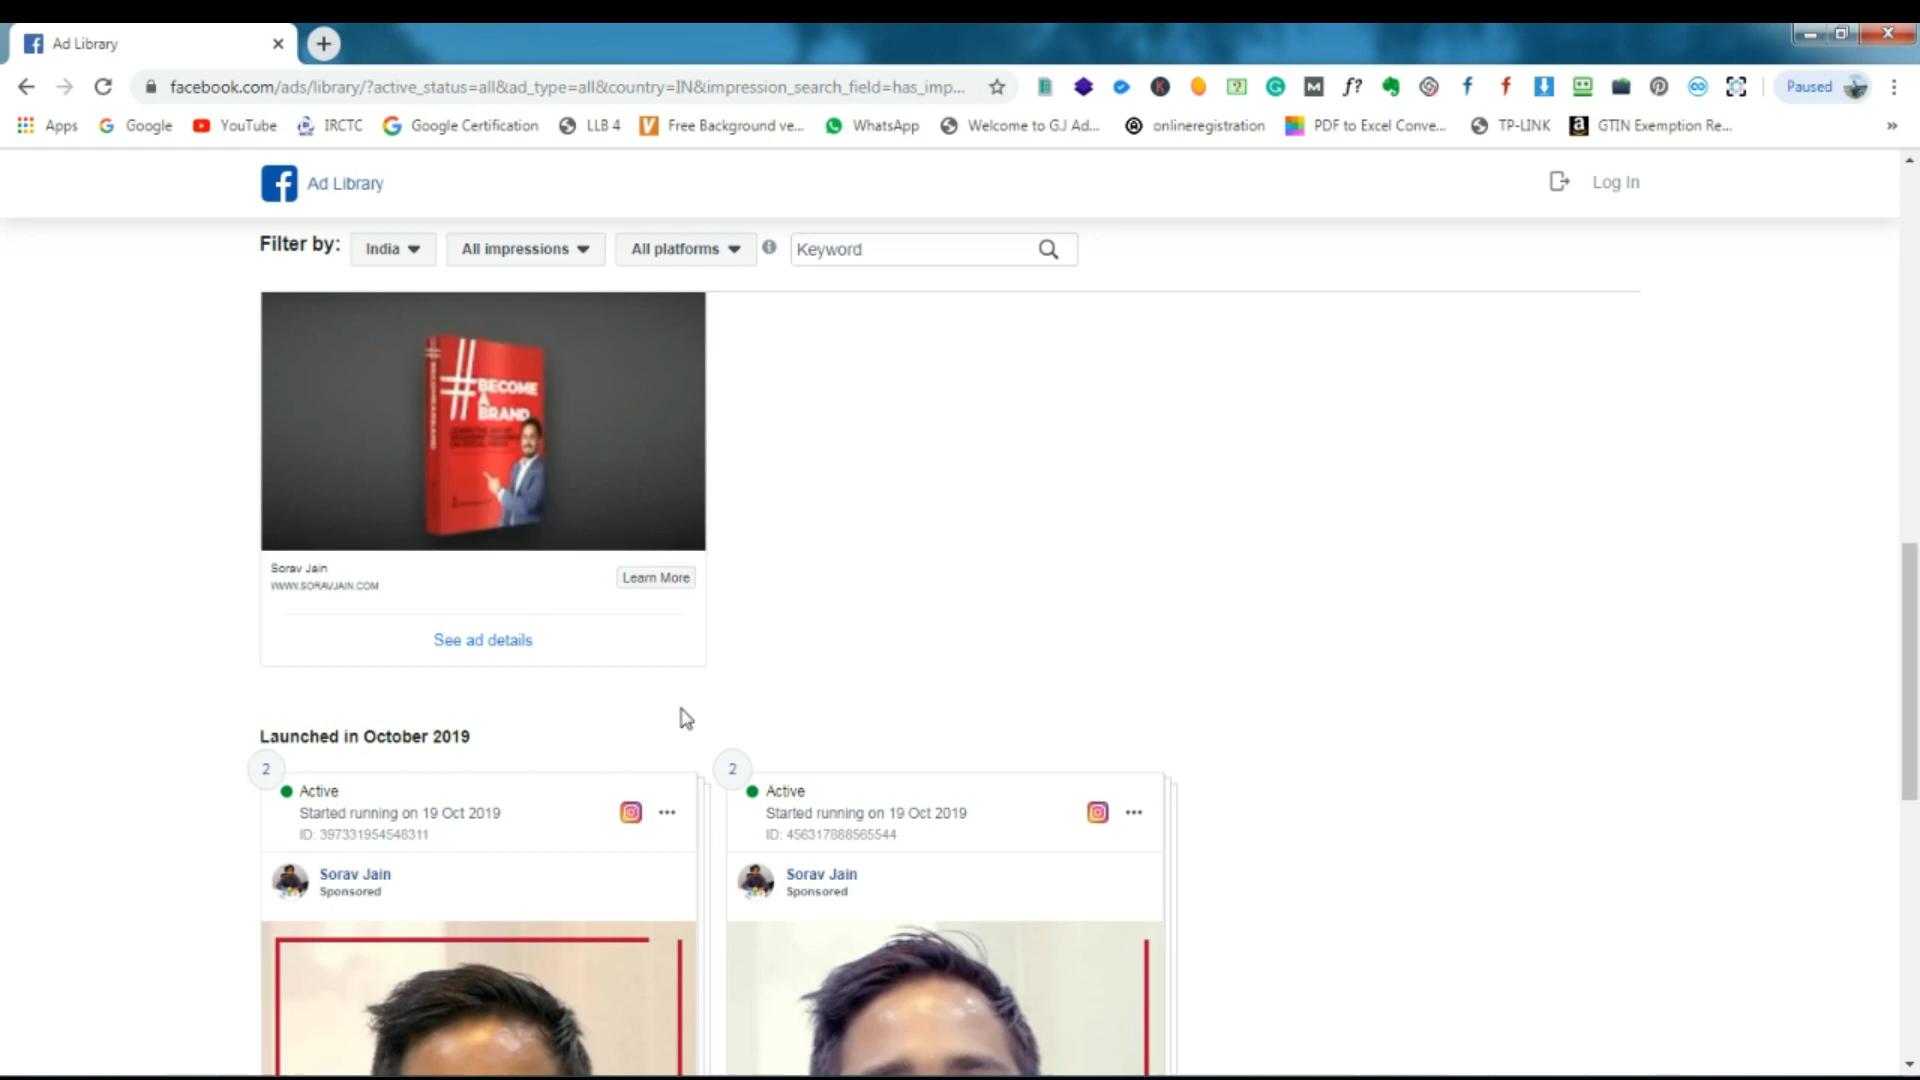 Ad Library
facebook.com/ads/library/?active_status=all&ad_type=all&country=IN&impression_search_field=has_imp...
Paused
Apps Google YouTube IRCTC Google Certification LLB 4 Free Background ve... WhatsApp Welcome to GJ Ad... onlineregistration PDF to Excel Conve... TP-LINK GTIN Exemption Re... »
Ad Library
Log In
Filter by: India All impressions All platforms Keyword
#BECOME
A
BRAND
Sorav Jain
WWW.SORAVJAIN.COM
Learn More
See ad details
Launched in October 2019
2
Active
Started running on 19 Oct 2019
ID: 397331954548311
Sorav Jain
Sponsored
2
Active
Started running on 19 Oct 2019
ID: 456317888565544
Sorav Jain
Sponsored